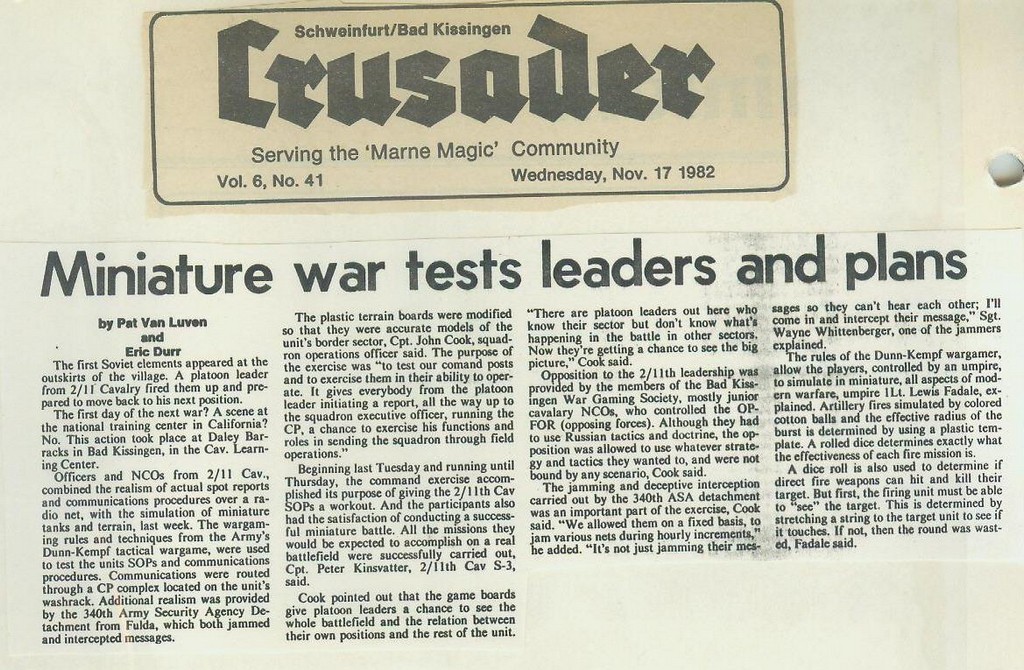 Schweinfurt/Bad Kissingen
Crusader
Serving the 'Marne Magic' Community
Vol. 6, No. 41
Wednesday, Nov. 17 1982
Miniature war tests leaders and plans
by Pat Van Luven
and
Eric Durr
The first Soviet elements appeared at the
outskirts of the village. A platoon leader
from 2/11 Cavalry fired them up and pre-
pared to move back to his next position.
The first day of the next war? A scene at
the national training center in California?
No. This action took place at Daley Bar-
racks in Bad Kissingen, in the Cav. Learn-
ing Center.
Officers and NCOs from 2/11 Cav.,
combined the realism of actual spot reports
and communications procedures over a ra-
dio net, with the simulation of miniature
tanks and terrain, last week. The wargam-
ing rules and techniques from the Army's
Dunn-Kempf tactical wargame, were used
to test the units SOPs and communications
procedures. Communications were routed
through a CP complex located on the unit's
washrack. Additional realism was provided
by the 340th Army Security Agency De-
tachment from Fulda, which both jammed
and intercepted messages.
The plastic terrain boards were modified
so that they were accurate models of the
unit's border sector, Cpt. John Cook, squad-
ron operations officer said. The purpose of
the exercise was "to test our comand posts
and to exercise them in their ability to oper-
ate. It gives everybody from the platoon
leader initiating a report, all the way up to
the squadron executive officer, running the
CP, a chance to exercise his functions and
roles in sending the squadron through field
operations."
Beginning last Tuesday and running until
Thursday, the command exercise accom-
plished its purpose of giving the 2/11th Cav
SOPs a workout. And the participants also
had the satisfaction of conducting a success-
ful miniature battle. All the missions they
would be expected to accomplish on a real
battlefield were successfully carried out,
Cpt. Peter Kinsvatter, 2/11th Cav S-3,
said.
Cook pointed out that the game boards
give platoon leaders a chance to see the
whole battlefield and the relation between
their own positions and the rest of the unit.
"There are platoon leaders out here who
know their sector but don't know what's
happening in the battle in other sectors.
Now they're getting a chance to see the big
picture," Cook said.
Opposition to the 2/11th leadership was
provided by the members of the Bad Kiss-
ingen War Gaming Society, mostly junior
cavalary NCOs, who controlled the OP-
FOR (opposing forces). Although they had
to use Russian tactics and doctrine, the op-
position was allowed to use whatever strate-
gy and tactics they wanted to, and were not
bound by any scenario, Cook said.
The jamming and deceptive interception
carried out by the 340th ASA detachment
was an important part of the exercise, Cook
said. "We allowed them on a fixed basis, to
jam various nets during hourly increments,"
he added. "It's not just jamming their mes-
sages so they can't hear each other; I'll
come in and intercept their message," Sgt.
Wayne Whittenberger, one of the jammers
explained.
The rules of the Dunn-Kempf wargamer,
allow the players, controlled by an umpire,
to simulate in miniature, all aspects of mod-
ern warfare, umpire 1Lt. Lewis Fadale, ex-
plained. Artillery fires simulated by colored
cotton balls and the effective radius of the
burst is determined by using a plastic tem-
plate. A rolled dice determines exactly what
the effectiveness of each fire mission is.
A dice roll is also used to determine if
direct fire weapons can hit and kill their
target. But first, the firing unit must be able
to "see" the target. This is determined by
stretching a string to the target unit to see if
it touches. If not, then the round was wast-
ed, Fadale said.